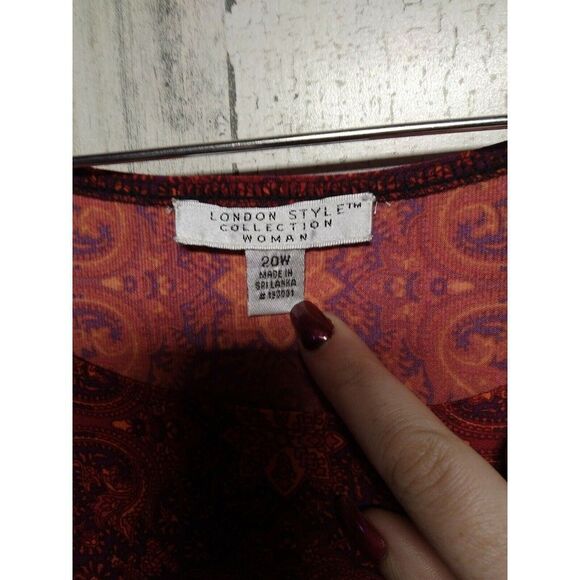 LONDON STYLE™
COLLECTION
WOMAN
20W
MADE IN
SRI LANKA